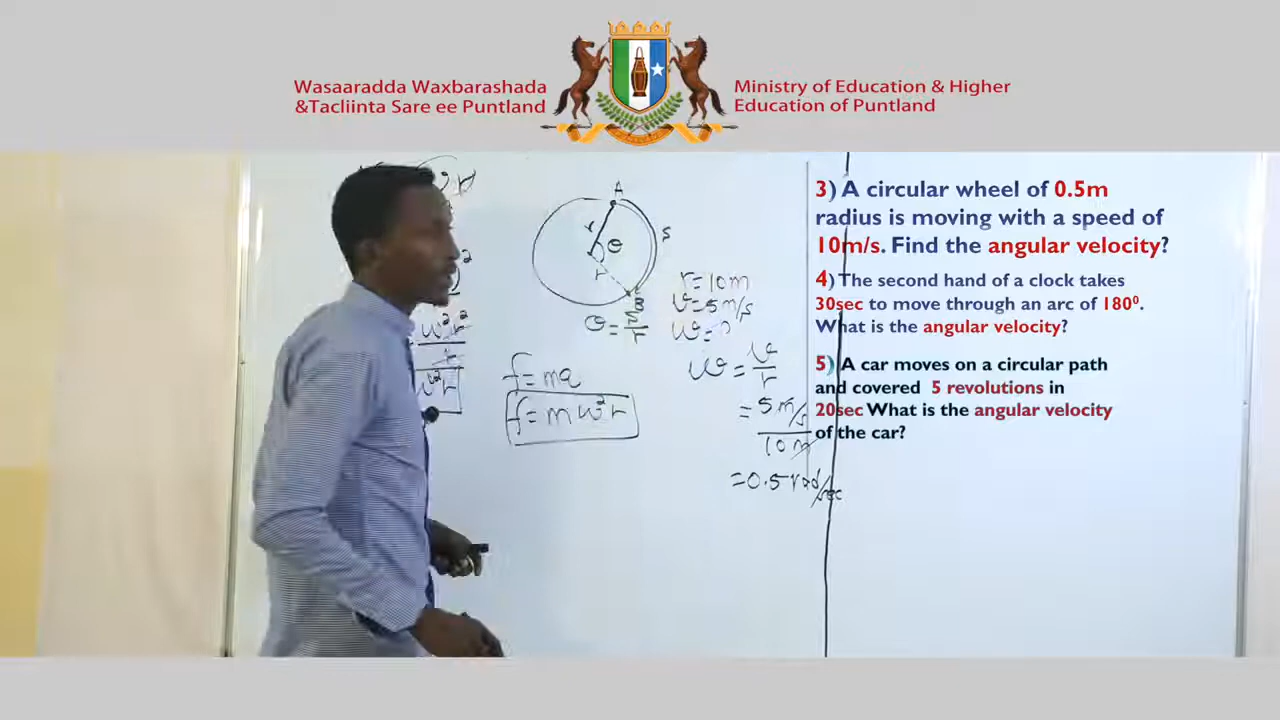 Wasaaradda Waxbarashada
&Tacliinta Sare ee Puntland
Ministry of Education & Higher
Education of Puntland
A
r
θ
S
r
B
θ = S/r
r = 10m
v = 5m/s
w = ?
w = v/r
= 5m/s
10m
= 0.5 rad/sec
w²r²
r
w²r
f = ma
f = mw²r
3) A circular wheel of 0.5m
radius is moving with a speed of
10m/s. Find the angular velocity?
4) The second hand of a clock takes
30sec to move through an arc of 180⁰.
What is the angular velocity?
5) A car moves on a circular path
and covered 5 revolutions in
20sec What is the angular velocity
of the car?